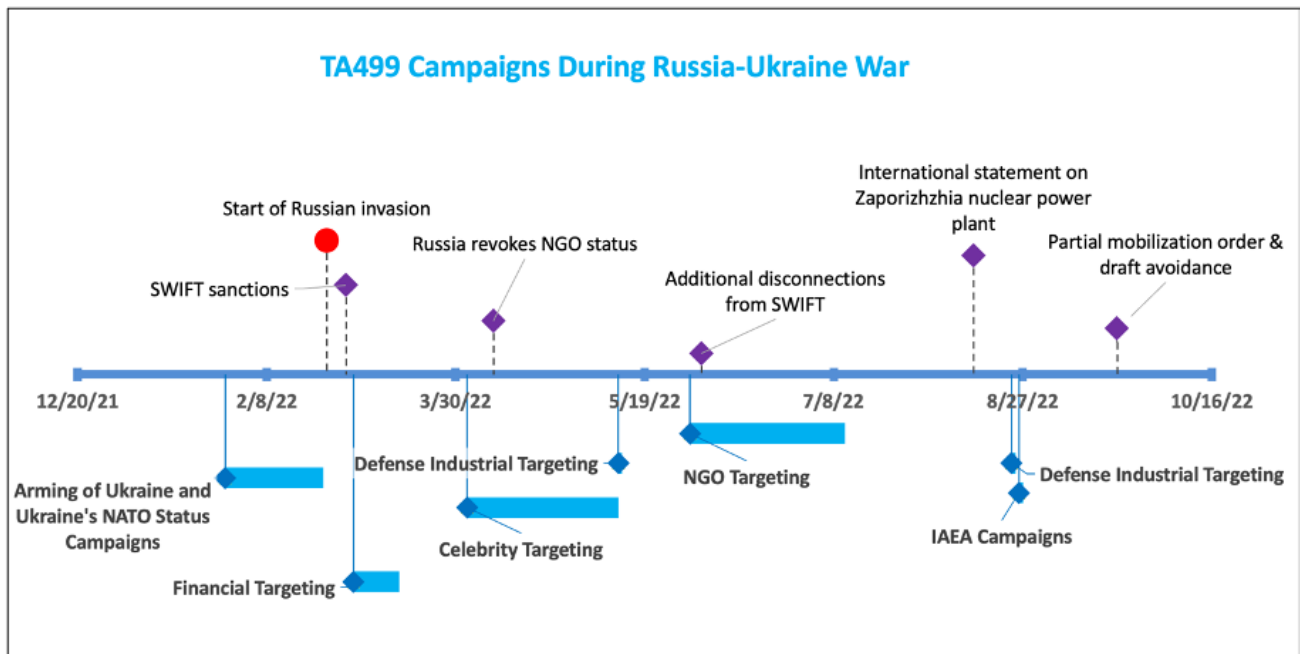 TA499 Campaigns During Russia-Ukraine War
International statement on
Zaporizhzhia nuclear power
plant
Start of Russian invasion
Russia revokes NGO status
Partial mobilization order &
draft avoidance
SWIFT sanctions
Additional disconnections
from SWIFT
12/20/21
2/8/22
3/30/22
5/19/22
7/8/22
8/27/22
10/16/22
Defense Industrial Targeting
NGO Targeting
Defense Industrial Targeting
Arming of Ukraine and
Ukraine's NATO Status
Campaigns
Celebrity Targeting
IAEA Campaigns
Financial Targeting